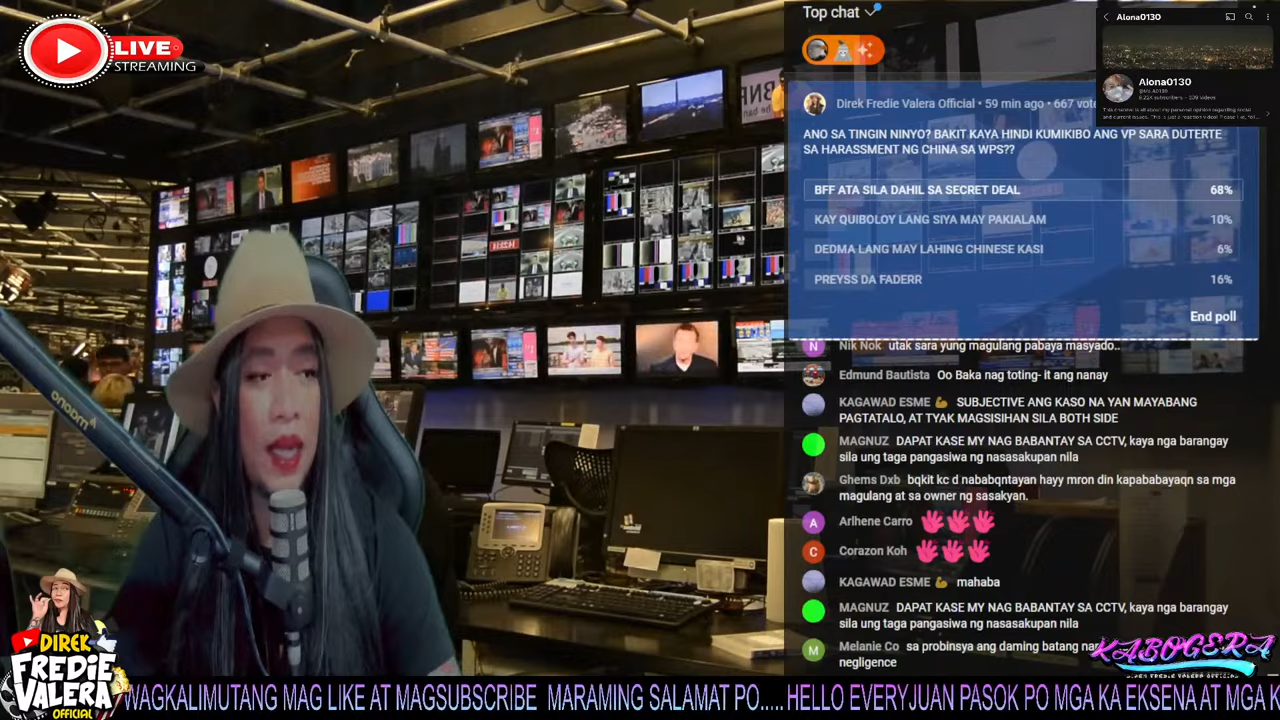 LIVE
STREAMING
Top chat
Alona0130
Alona0130
Direk Fredie Valera Official • 59 min ago • 667 vote
ANO SA TINGIN NINYO? BAKIT KAYA HINDI KUMIKIBO ANG VP SARA DUTERTE
SA HARASSMENT NG CHINA SA WPS??
BFF ATA SILA DAHIL SA SECRET DEAL 68%
KAY QUIBOLOY LANG SIYA MAY PAKIALAM 10%
DEDMA LANG MAY LAHING CHINESE KASI 6%
PREYSS DA FADERR 16%
End poll
N Nik Nok utak sara yung magulang pabaya masyado..
Edmund Bautista Oo Baka nag toting- it ang nanay
KAGAWAD ESME 💪 SUBJECTIVE ANG KASO NA YAN MAYABANG
PAGTATALO, AT TYAK MAGSISIHAN SILA BOTH SIDE
MAGNUZ DAPAT KASE MY NAG BABANTAY SA CCTV, kaya nga barangay
sila ung taga pangasiwa ng nasasakupan nila
Ghems Dxb bqkit kc d nababqntayan hayy mron din kapababayaqn sa mga
magulang at sa owner ng sasakyan.
A Arlhene Carro
C Corazon Koh
KAGAWAD ESME 💪 mahaba
MAGNUZ DAPAT KASE MY NAG BABANTAY SA CCTV, kaya nga barangay
sila ung taga pangasiwa ng nasasakupan nila
M Melanie Co sa probinsya ang daming batang
negligence
maono
DIREK
FREDIE
VALERA
OFFICIAL
KABOGERA
DIREK FREDIE VALERA OFFICIAL
WAGKALIMUTANG MAG LIKE AT MAGSUBSCRIBE MARAMING SALAMAT PO.... HELLO EVERYJUAN PASOK PO MGA KA EKSENA AT MGA K